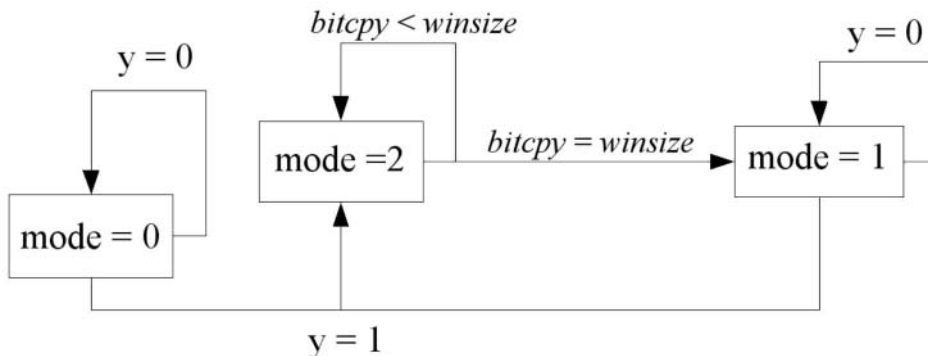 bitcpy < winsize
y = 0
y = 0
bitcpy = winsize
mode =2
mode = 1
mode = 0
y = 1